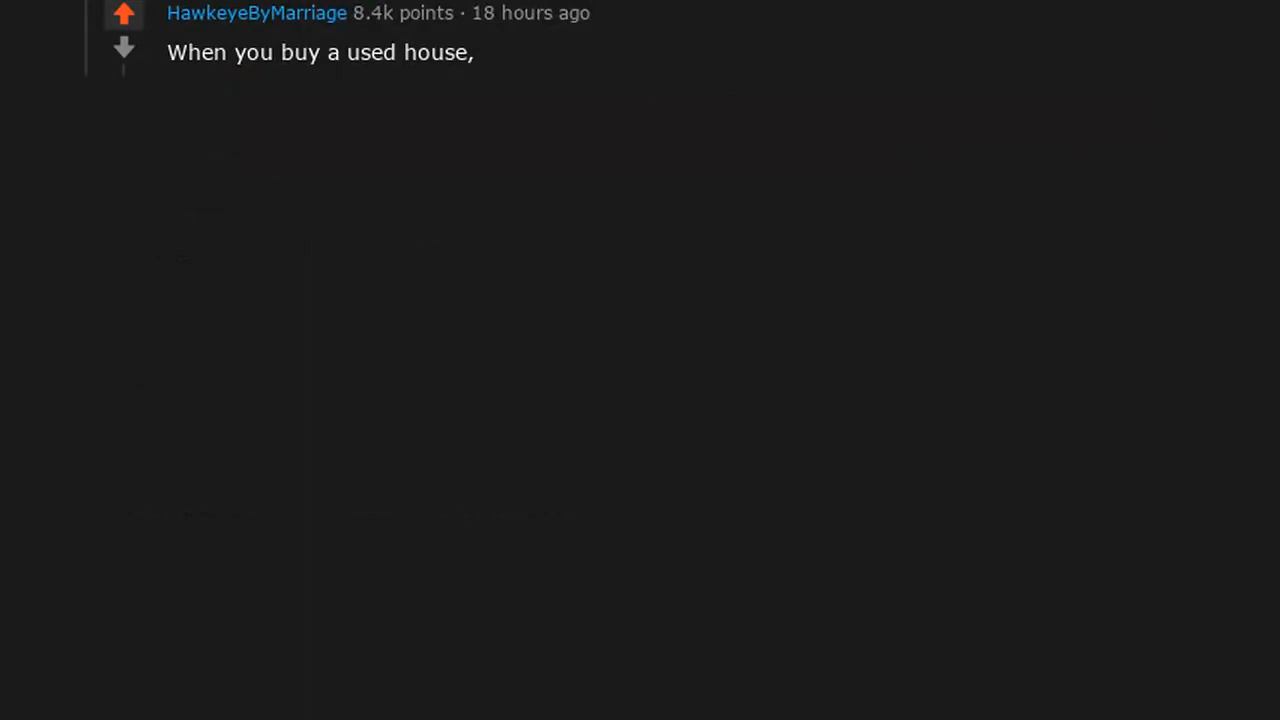 HawkeyeByMarriage 8.4k points · 18 hours ago
When you buy a used house,